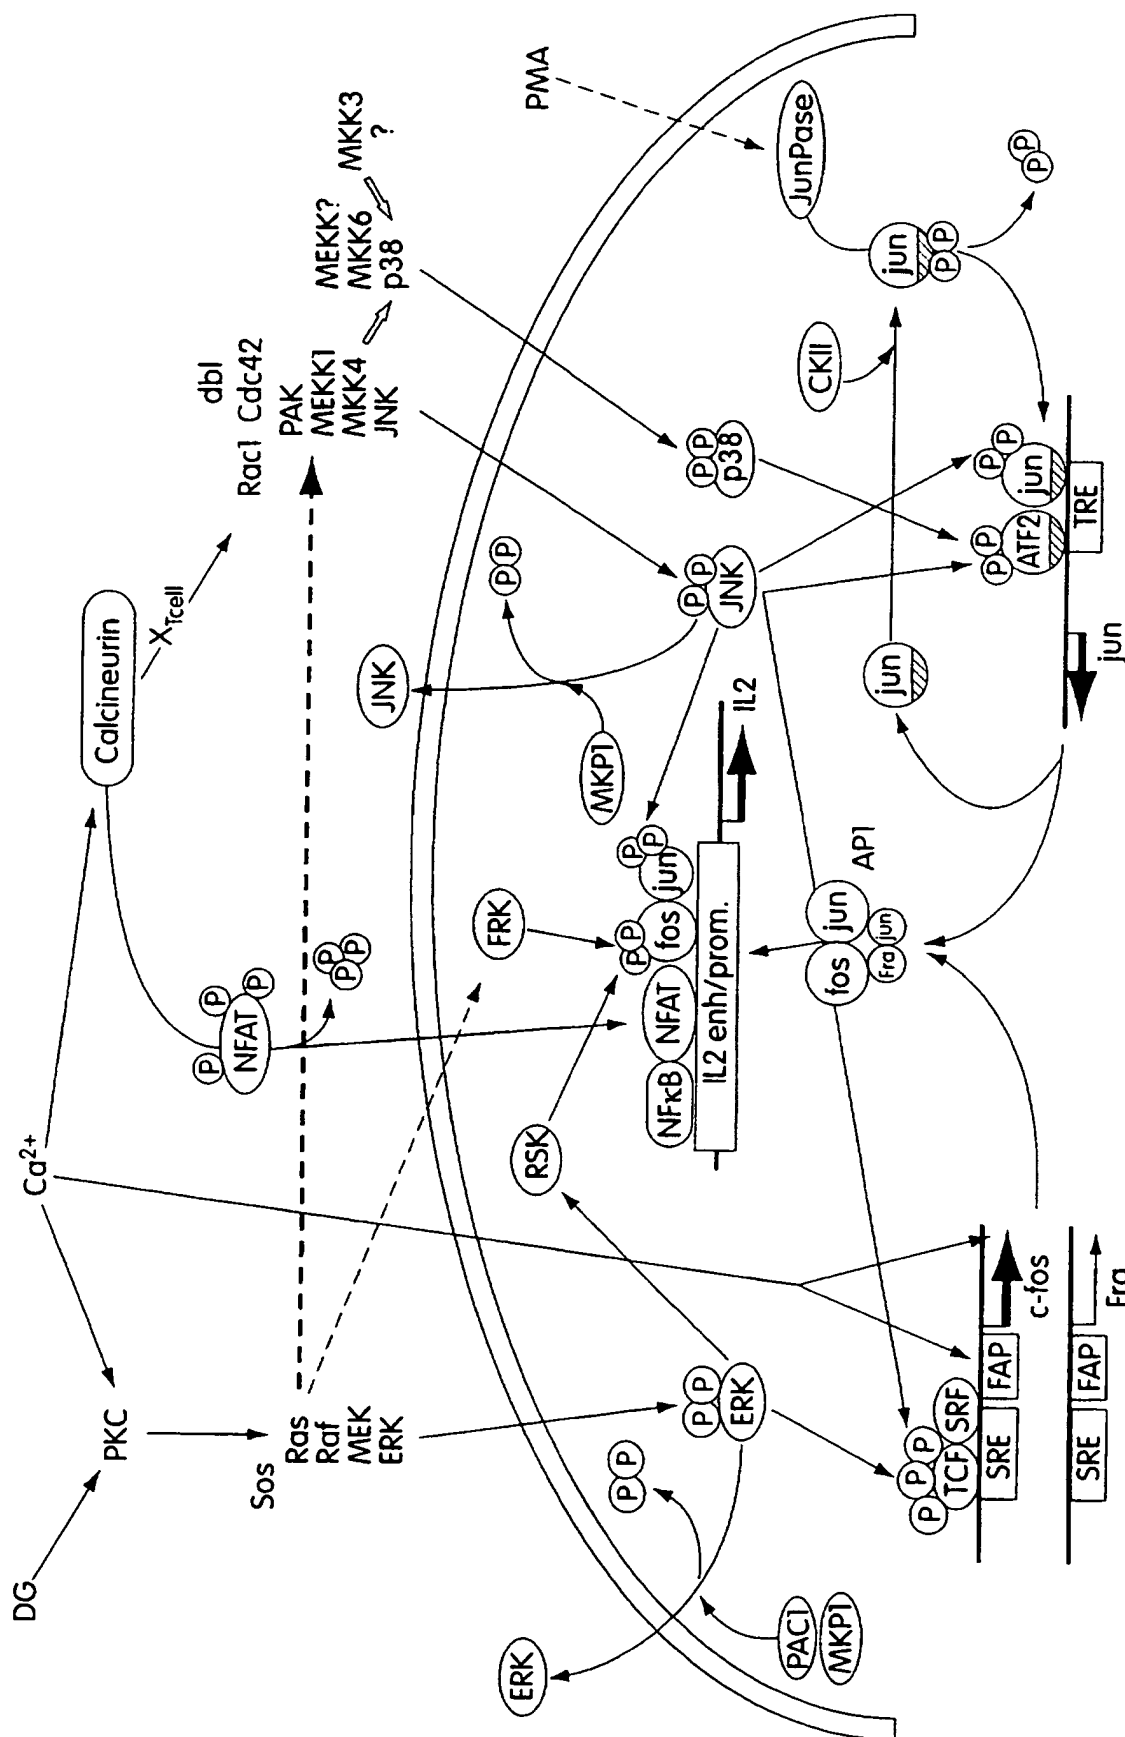 DG
Ca2+
PKC
Calcineurin
XTcell
Sos
Ras
Raf
MEK
ERK
P
P
P
NFAT
P
P
P
dbl
Rac1 Cdc42
PAK
MEKK1
MKK4
JNK
MEKK?
MKK6
p38
MKK3
?
PMA
ERK
P
P
PAC1
MKP1
P
P
ERK
RSK
FRK
JNK
P
P
MKP1
P
P
JNK
P
P
p38
JunPase
CKII
jun
P
P
P
P
P
P
P
P
NFκB
NFAT
fos
jun
IL2 enh/prom.
IL2
fos
jun
AP1
Fra
jun
jun
P
P
P
P
ATF2
jun
TRE
jun
P
P
P
TCF
SRF
SRE
FAP
c-fos
SRE
FAP
Fra